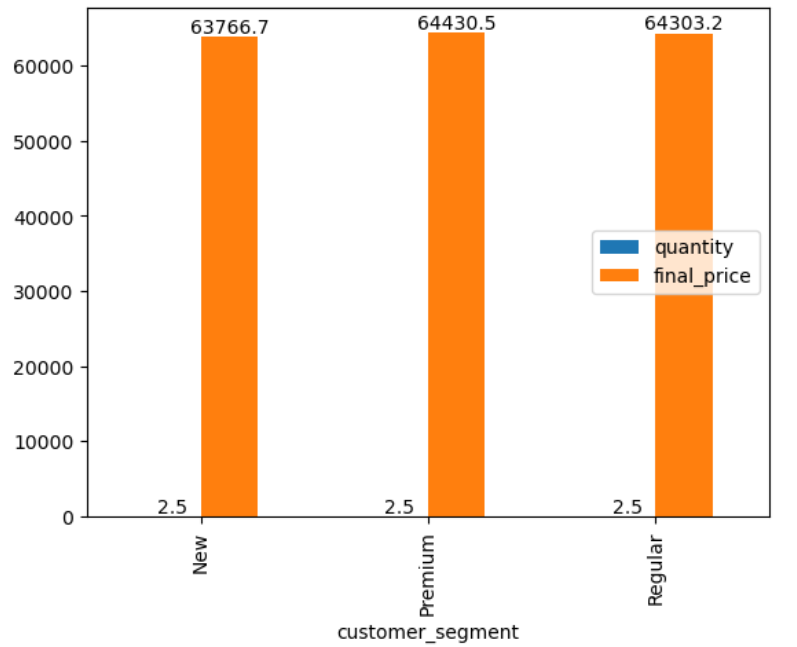 63766.7
64430.5
64303.2
60000
50000
40000
30000
20000
10000
0
quantity
final_price
2.5
2.5
2.5
New
Premium
Regular
customer_segment